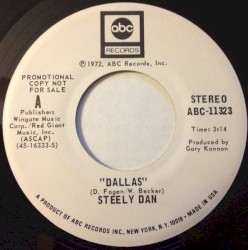 abc
RECORDS
℗1972, ABC Records, Inc.
PROMOTIONAL
COPY NOT
FOR SALE
A
Publishers
Wingate Music
Corp./Red Giant
Music, Inc.
(ASCAP)
(45-16333-S)
STEREO
ABC-11323
Time: 3:14
Produced by
Gary Kannon
"DALLAS"
(D. Fagen-W. Becker)
STEELY DAN
A PRODUCT OF ABC RECORDS, INC. NEW YORK, N.Y. 10019 • MADE IN USA